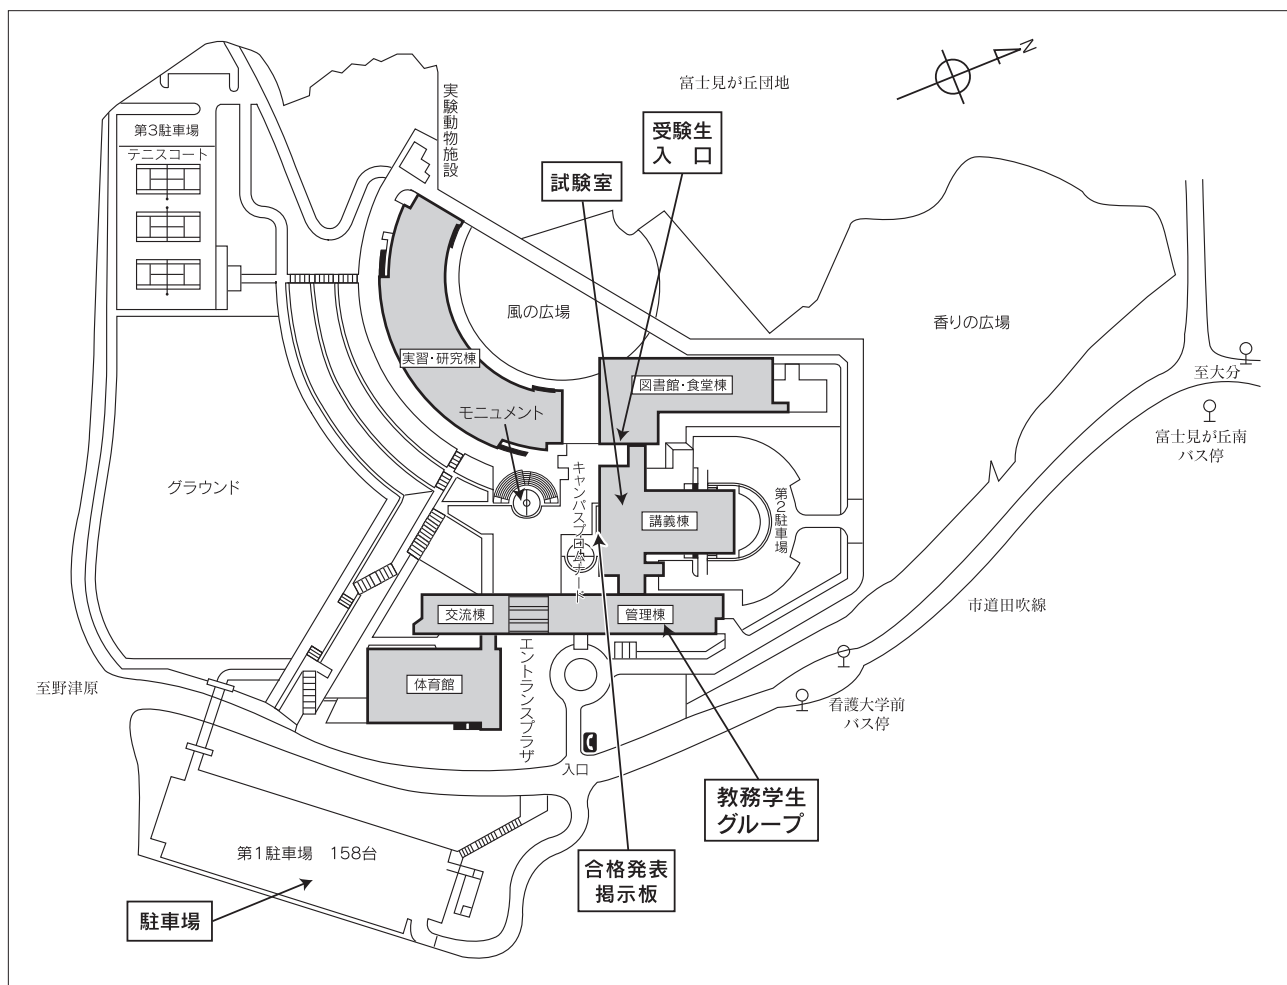 N
富士見が丘団地
実験動物施設
第3駐車場
テニスコート
受験生
入 口
試験室
風の広場
香りの広場
実習・研究棟
図書館・食堂棟
至大分
モニュメント
富士見が丘南
バス停
グラウンド
キャンパスプロムナード
講義棟
第2駐車場
市道田吹線
交流棟
管理棟
体育館
エントランスプラザ
至野津原
看護大学前
バス停
入口
教務学生
グループ
第1駐車場 158台
合格発表
掲示板
駐車場